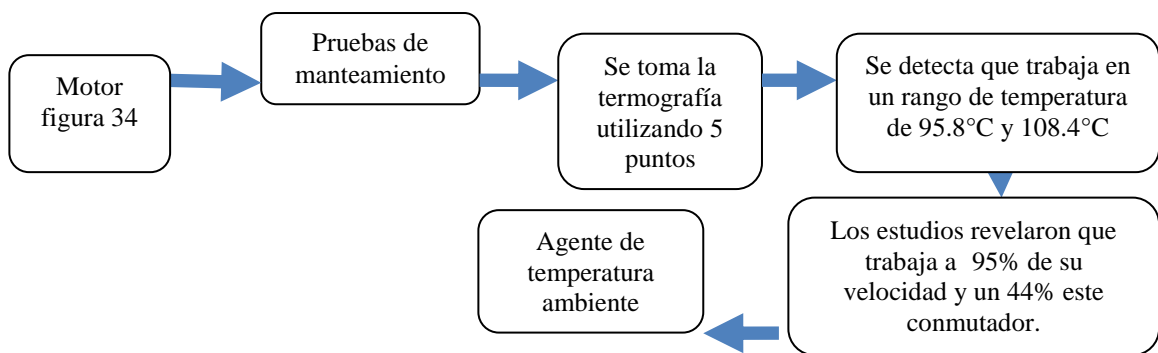 Motor
figura 34
Pruebas de
manteamiento
Se toma la
termografía
utilizando 5
puntos
Se detecta que trabaja en
un rango de temperatura
de 95.8°C y 108.4°C
Los estudios revelaron que
trabaja a 95% de su
velocidad y un 44% este
conmutador.
Agente de
temperatura
ambiente